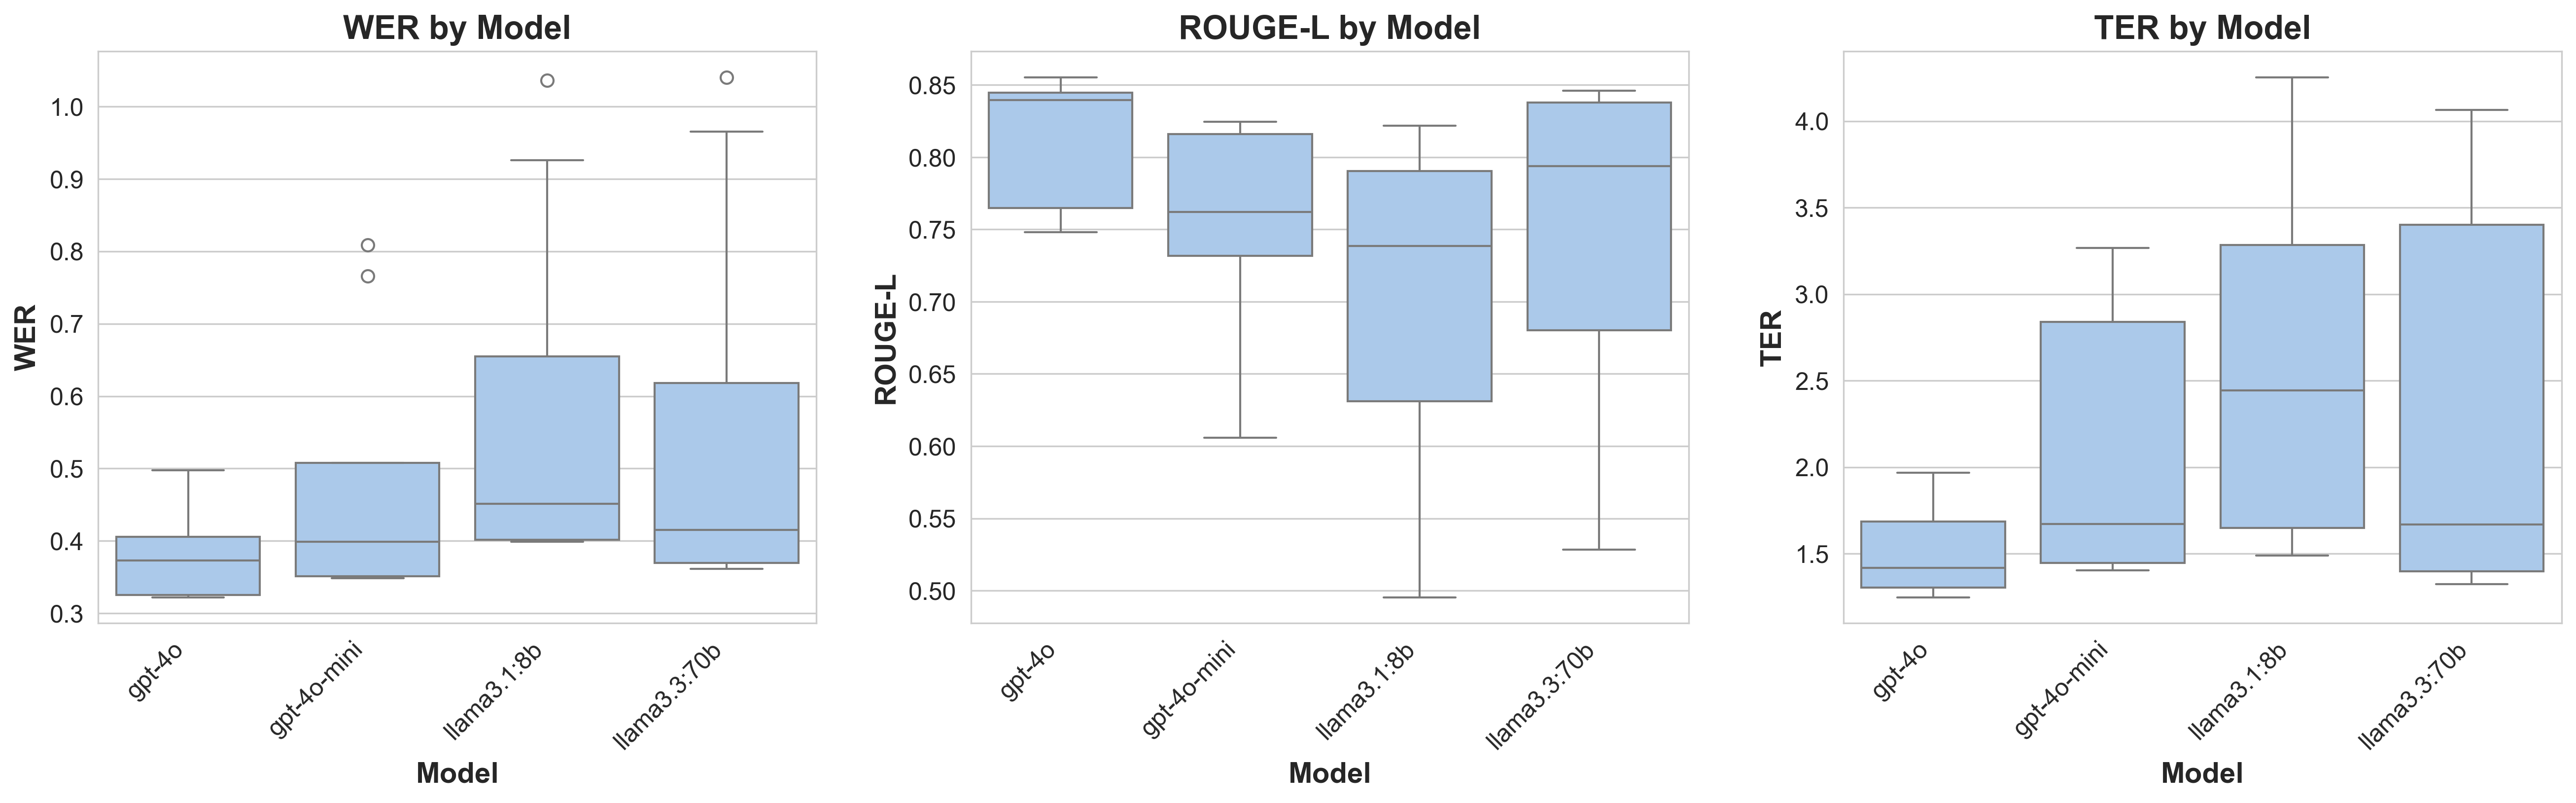 WER by Model
WER
1.0
0.9
0.8
0.7
0.6
0.5
0.4
0.3
gpt-4o
gpt-4o-mini
llama3.1:8b
llama3.3:70b
Model
ROUGE-L by Model
ROUGE-L
0.85
0.80
0.75
0.70
0.65
0.60
0.55
0.50
gpt-4o
gpt-4o-mini
llama3.1:8b
llama3.3:70b
Model
TER by Model
TER
4.0
3.5
3.0
2.5
2.0
1.5
gpt-4o
gpt-4o-mini
llama3.1:8b
llama3.3:70b
Model